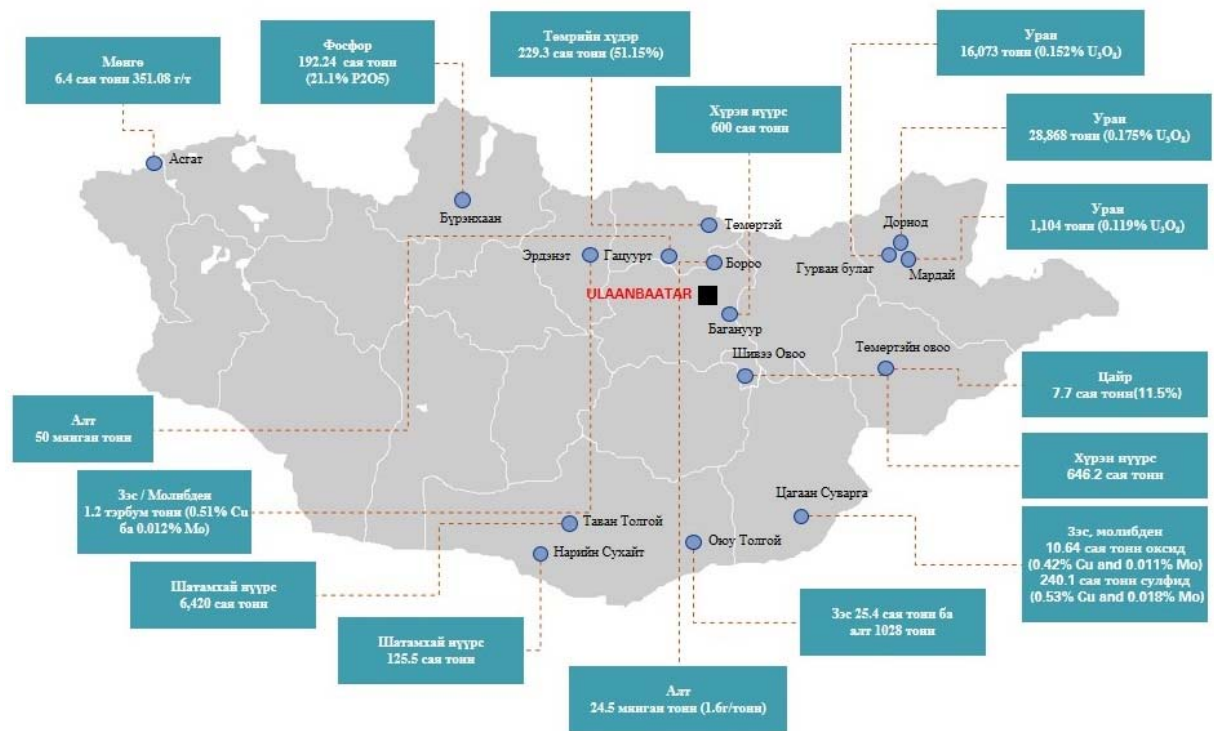 Мөнгө
6.4 сая тонн 351.08 г/т
Фосфор
192.24 сая тонн
(21.1% P2O5)
Төмрийн хүдэр
229.3 сая тонн (51.15%)
Хүрэн нүүрс
600 сая тонн
Уран
16,073 тонн (0.152% U₃O₈)
Уран
28,868 тонн (0.175% U₃O₈)
Уран
1,104 тонн (0.119% U₃O₈)
Асгат
Бүрэнхаан
Төмөртэй
Дорнод
Эрдэнэт
Гацуурт
Бороо
Гурван булаг
Мардай
ULAANBAATAR
Багануур
Шивээ Овоо
Төмөртэйн овоо
Цайр
7.7 сая тонн(11.5%)
Алт
50 мянган тонн
Хүрэн нүүрс
646.2 сая тонн
Зэс / Молибден
1.2 тэрбум тонн (0.51% Cu
ба 0.012% Mo)
Цагаан Суварга
Таван Толгой
Оюу Толгой
Нарийн Сухайт
Зэс, молибден
10.64 сая тонн оксид
(0.42% Cu and 0.011% Mo)
240.1 сая тонн сулфид
(0.53% Cu and 0.018% Mo)
Шатамхай нүүрс
6,420 сая тонн
Шатамхай нүүрс
125.5 сая тонн
Зэс 25.4 сая тонн ба
алт 1028 тонн
Алт
24.5 мянган тонн (1.6г/тонн)